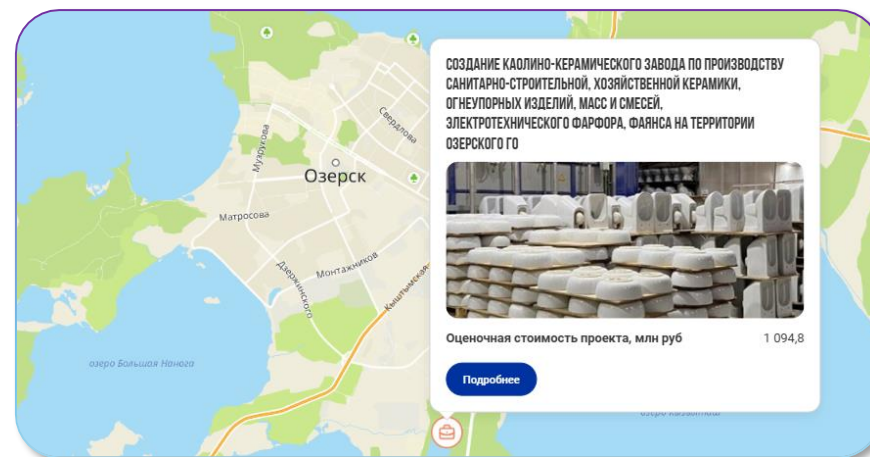 СОЗДАНИЕ КАОЛИНО-КЕРАМИЧЕСКОГО ЗАВОДА ПО ПРОИЗВОДСТВУ
САНИТАРНО-СТРОИТЕЛЬНОЙ, ХОЗЯЙСТВЕННОЙ КЕРАМИКИ,
ОГНЕУПОРНЫХ ИЗДЕЛИЙ, МАСС И СМЕСЕЙ,
ЭЛЕКТРОТЕХНИЧЕСКОГО ФАРФОРА, ФАЯНСА НА ТЕРРИТОРИИ
ОЗЕРСКОГО ГО
Свердлова
Музрукова
Озерск
Матросова
Дзержинского
Монтажников
Кыштымская
Оценочная стоимость проекта, млн руб 1 094,8
озеро Большая Нанога
Подробнее